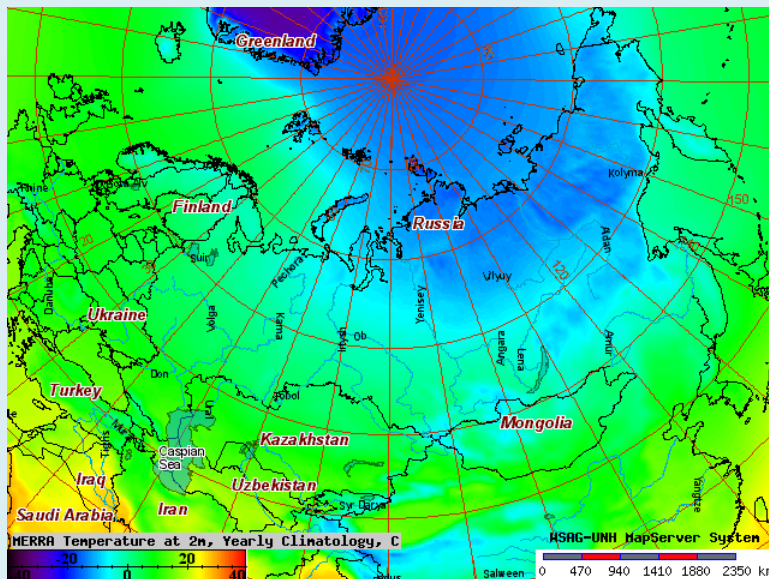 Greenland
Kolyma
150
Rhine
Finland
Russia
20
Aldan
Suir
Pechora
Vilyuy
120
Danube
Volga
Kama
Irtysh
Ob
Yenisey
Angara
Lena
Amur
Ukraine
Don
Turkey
Ural
Tobol
Mongolia
Kazakhstan
Caspian
Sea
Iraq
Uzbekistan
Yangtze
Iran
Syr Darya
Saudi Arabia
MERRA Temperature at 2m, Yearly Climatology, C
WSAG-UNH MapServer System
-20 20
-40 0 40
0 470 940 1410 1880 2350 km
Salween